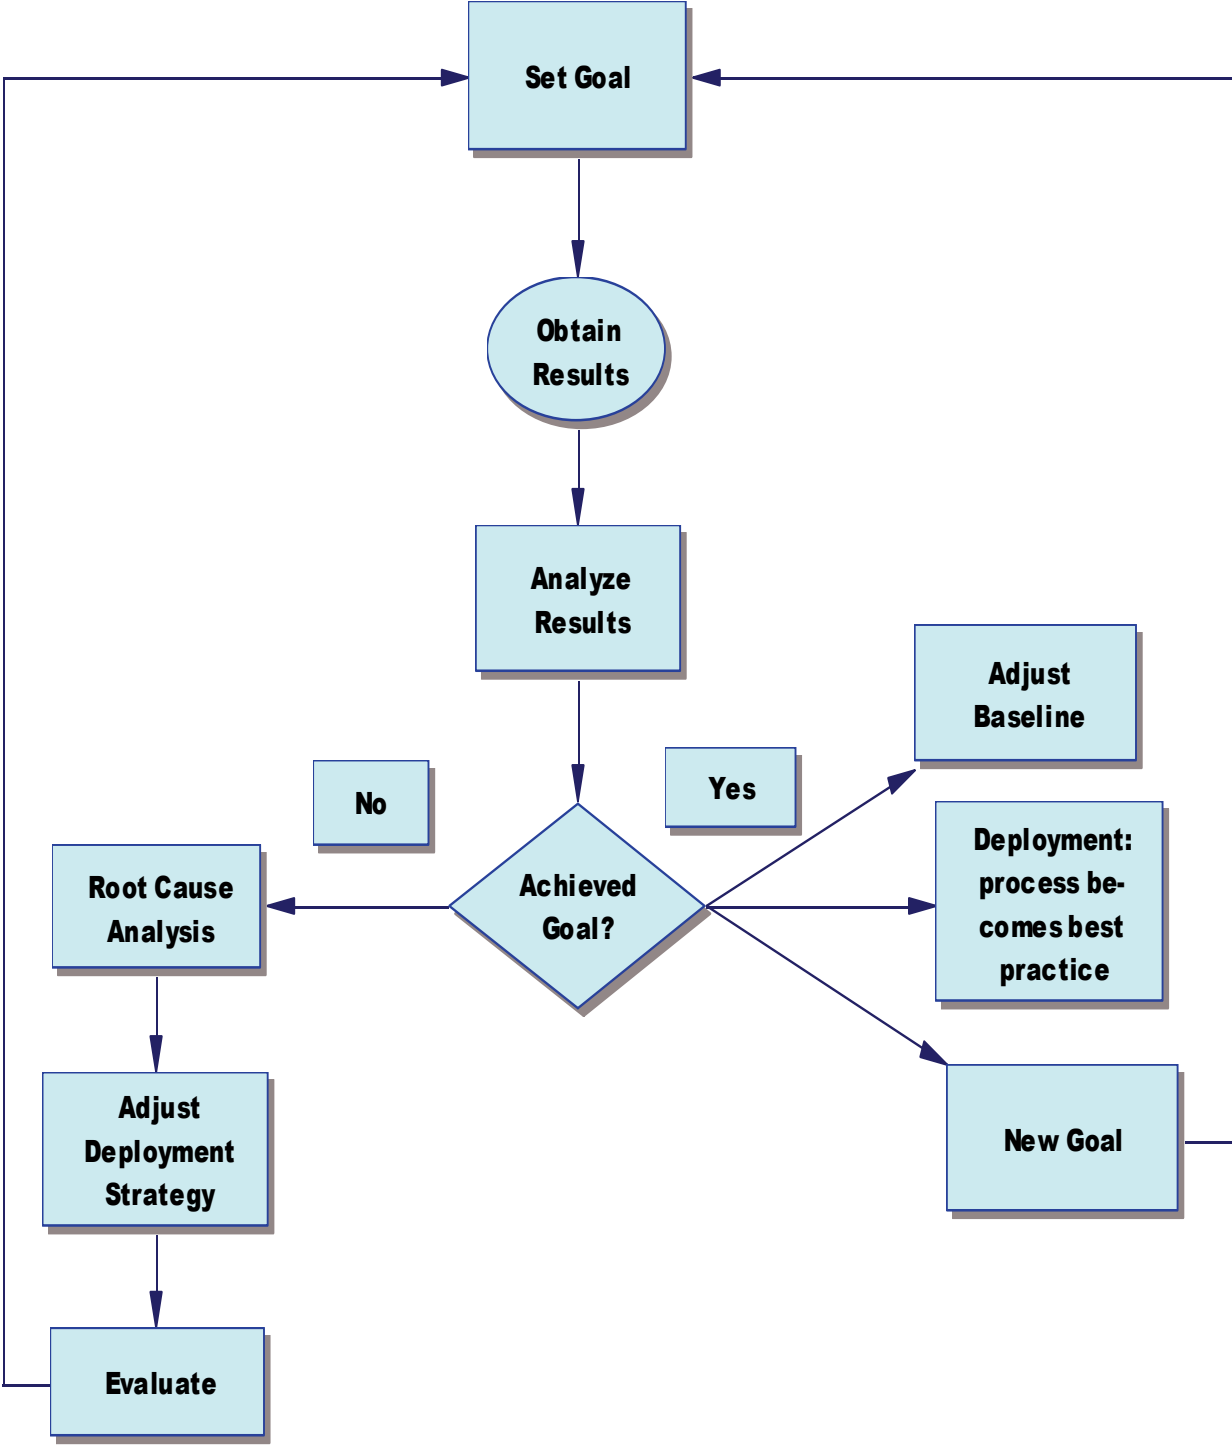 Set Goal
Obtain
Results
Analyze
Results
Adjust
Baseline
No
Yes
Deployment:
process be-
comes best
practice
Root Cause
Analysis
Achieved
Goal?
Adjust
Deployment
Strategy
New Goal
Evaluate